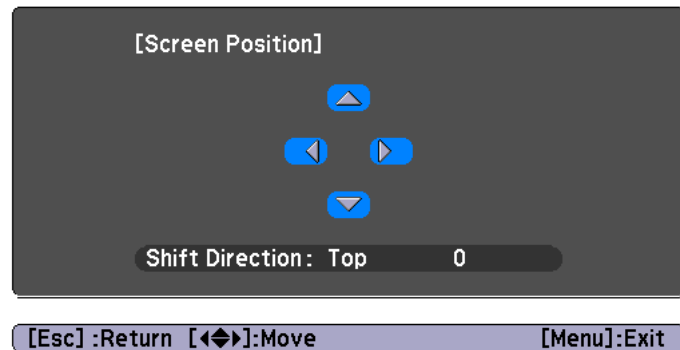 [Screen Position]
Shift Direction: Top 0
[Esc] :Return [◀◆▶]:Move [Menu]:Exit